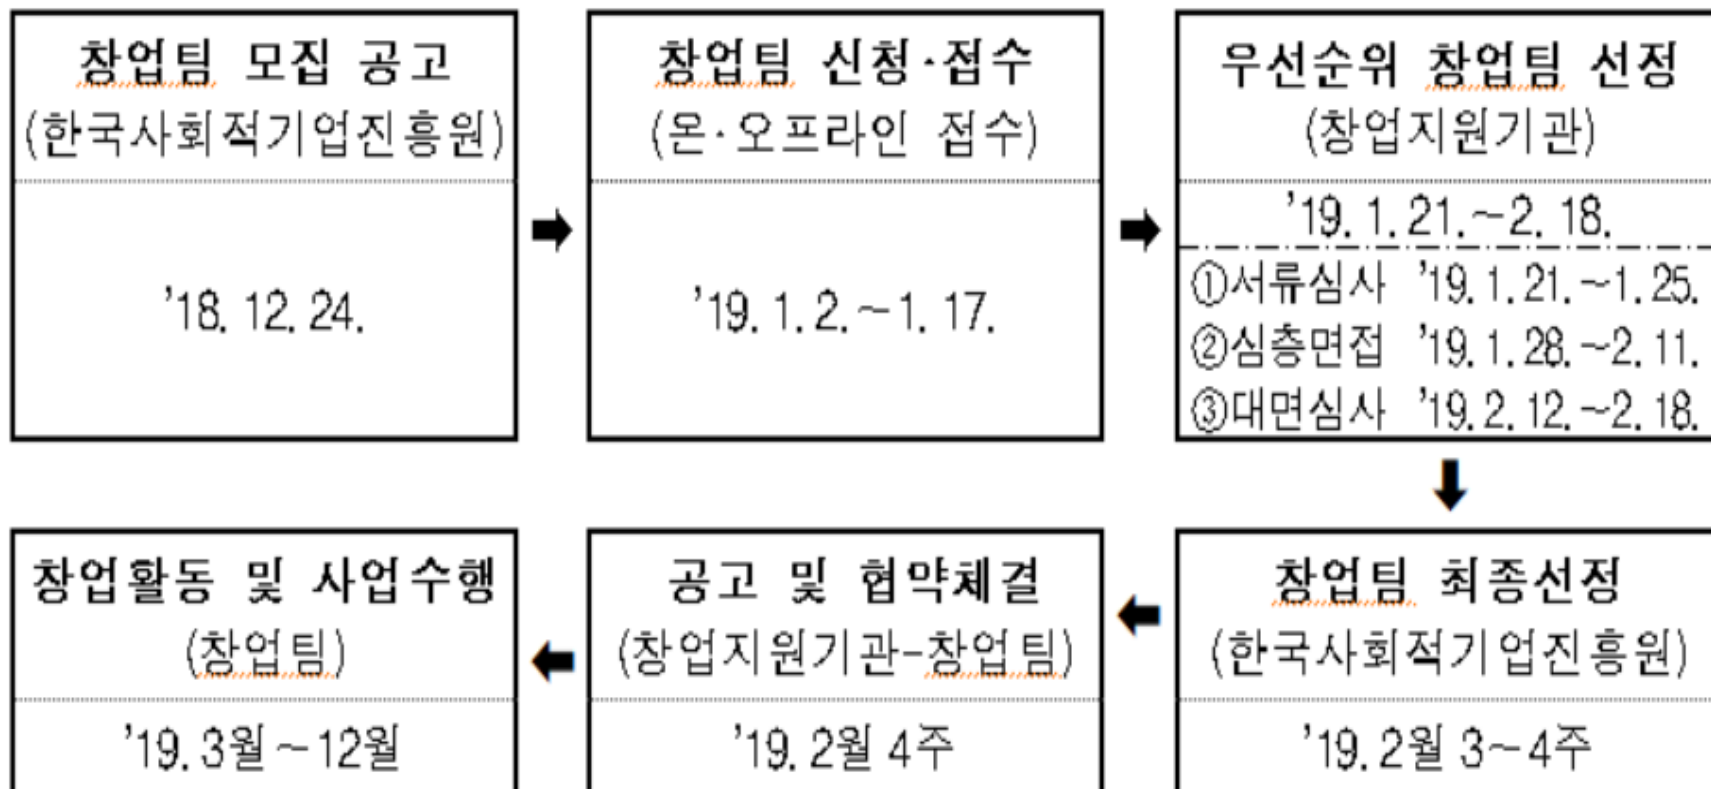 창업팀 모집 공고
(한국사회적기업진흥원)
'18. 12. 24.
창업팀 신청·접수
(온·오프라인 접수)
'19. 1. 2. ~ 1. 17.
우선순위 창업팀 선정
(창업지원기관)
'19. 1. 21. ~ 2. 18.
①서류심사 '19. 1. 21. ~1. 25.
②심층면접 '19. 1. 28. ~2. 11.
③대면심사 '19. 2. 12. ~2. 18.
창업팀 최종선정
(한국사회적기업진흥원)
'19. 2월 3~4주
공고 및 협약체결
(창업지원기관-창업팀)
'19. 2월 4주
창업활동 및 사업수행
(창업팀)
'19. 3월 ~ 12월